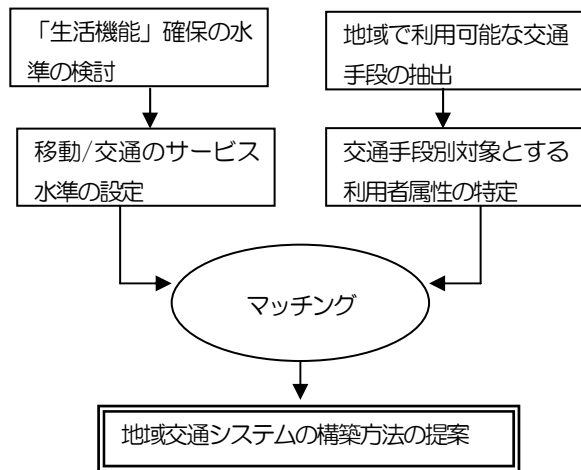 「生活機能」確保の水
準の検討
地域で利用可能な交通
手段の抽出
移動/交通のサービス
水準の設定
交通手段別対象とする
利用者属性の特定
マッチング
地域交通システムの構築方法の提案